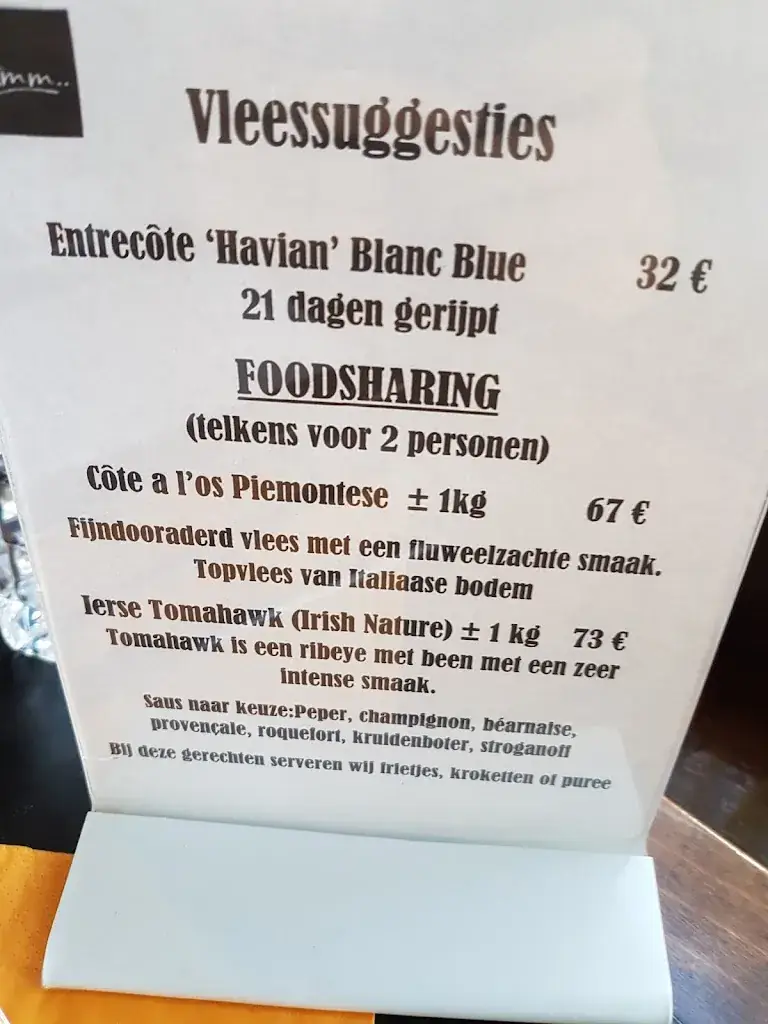 mm..
Vleessuggesties
Entrecôte ‘Havian’ Blanc Blue 32 €
21 dagen gerijpt
FOODSHARING
(telkens voor 2 personen)
Côte a l’os Piemontese ± 1kg 67 €
Fijndooraderd vlees met een fluweelzachte smaak.
Topvlees van Italiaase bodem
Ierse Tomahawk (Irish Nature) ± 1 kg 73 €
Tomahawk is een ribeye met been met een zeer
intense smaak.
Saus naar keuze:Peper, champignon, béarnaise,
provençale, roquefort, kruidenboter, stroganoff
Bij deze gerechten serveren wij frietjes, kroketten of puree